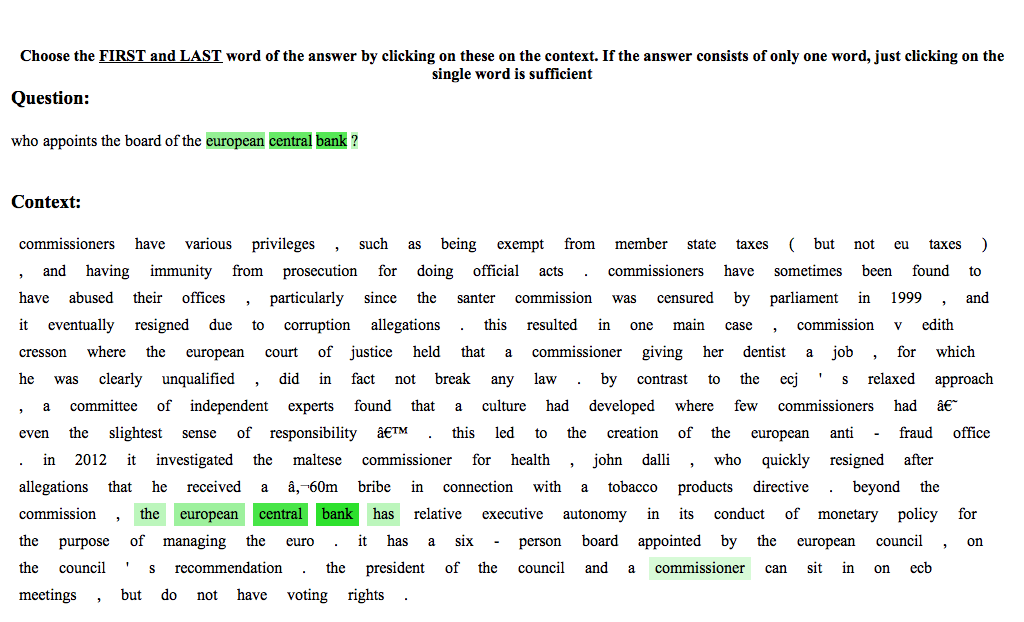 Choose the FIRST and LAST word of the answer by clicking on these on the context. If the answer consists of only one word, just clicking on the
single word is sufficient
Question:
who appoints the board of the european central bank ?
Context:
commissioners have various privileges , such as being exempt from member state taxes ( but not eu taxes )
, and having immunity from prosecution for doing official acts . commissioners have sometimes been found to
have abused their offices , particularly since the santer commission was censured by parliament in 1999 , and
it eventually resigned due to corruption allegations . this resulted in one main case , commission v edith
cresson where the european court of justice held that a commissioner giving her dentist a job , for which
he was clearly unqualified , did in fact not break any law . by contrast to the ecj ' s relaxed approach
, a committee of independent experts found that a culture had developed where few commissioners had â€˜
even the slightest sense of responsibility â€™ . this led to the creation of the european anti - fraud office
. in 2012 it investigated the maltese commissioner for health , john dalli , who quickly resigned after
allegations that he received a â‚¬60m bribe in connection with a tobacco products directive . beyond the
commission , the european central bank has relative executive autonomy in its conduct of monetary policy for
the purpose of managing the euro . it has a six - person board appointed by the european council , on
the council ' s recommendation . the president of the council and a commissioner can sit in on ecb
meetings , but do not have voting rights .